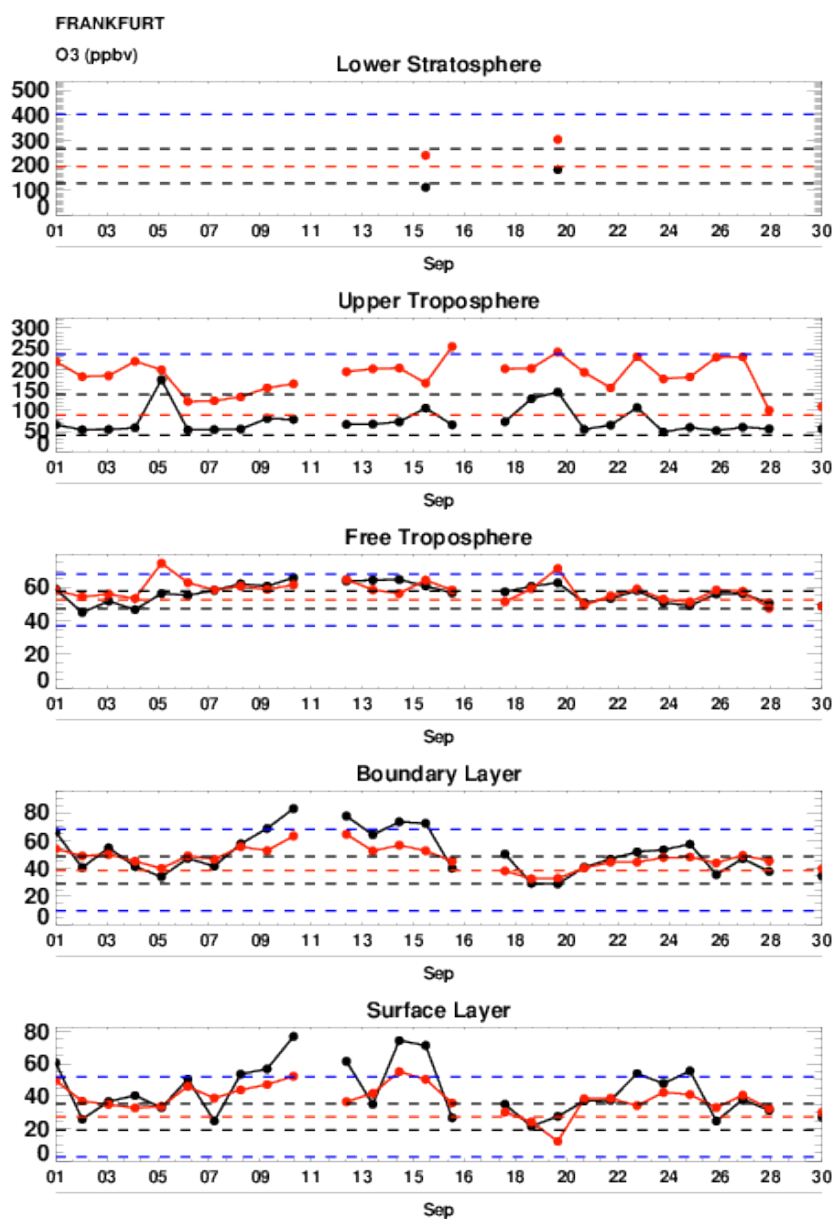 FRANKFURT
O3 (ppbv)
Lower Stratosphere
500
400
300
200
100
0
01 03 05 07 09 11 13 15 16 18 20 22 24 26 28 30
Sep
Upper Troposphere
300
250
200
150
100
50
0
01 03 05 07 09 11 13 15 16 18 20 22 24 26 28 30
Sep
Free Troposphere
60
40
20
0
01 03 05 07 09 11 13 15 16 18 20 22 24 26 28 30
Sep
Boundary Layer
80
60
40
20
0
01 03 05 07 09 11 13 15 16 18 20 22 24 26 28 30
Sep
Surface Layer
80
60
40
20
0
01 03 05 07 09 11 13 15 16 18 20 22 24 26 28 30
Sep